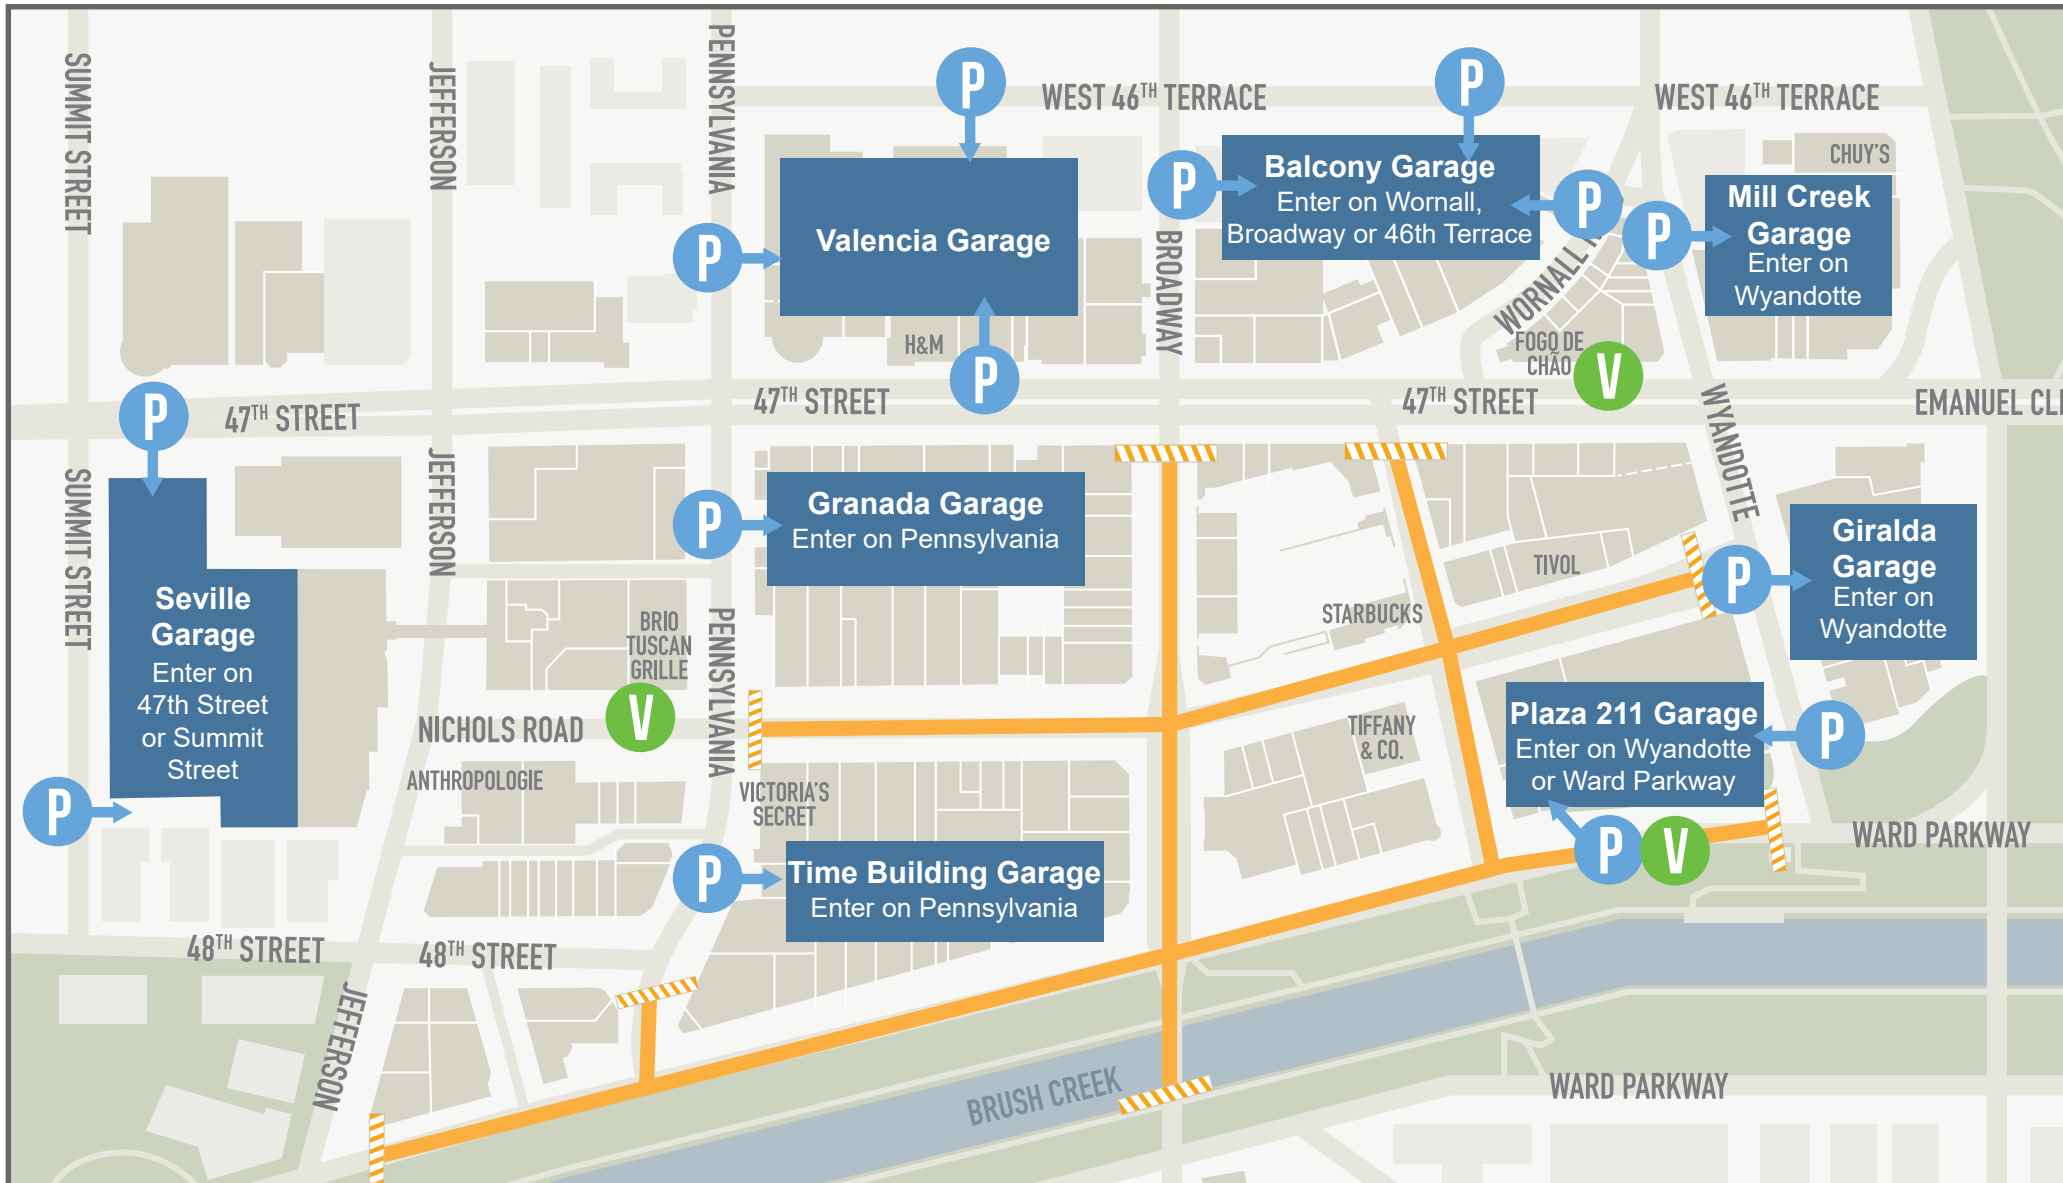 SUMMIT STREET
JEFFERSON
PENNSYLVANIA
P
WEST 46TH TERRACE
P
WEST 46TH TERRACE
CHUY'S
P
Valencia Garage
P
BROADWAY
Balcony Garage
Enter on Wornall,
Broadway or 46th Terrace
P
WORNALL
P
Mill Creek
Garage
Enter on
Wyandotte
H&M
P
FOGO DE
CHÃO
V
P
47TH STREET
47TH STREET
47TH STREET
WYANDOTTE
EMANUEL CLE
SUMMIT STREET
JEFFERSON
P
Granada Garage
Enter on Pennsylvania
TIVOL
P
Giralda
Garage
Enter on
Wyandotte
Seville
Garage
Enter on
47th Street
or Summit
Street
BRIO
TUSCAN
GRILLE
PENNSYLVANIA
STARBUCKS
NICHOLS ROAD
V
TIFFANY
& CO.
Plaza 211 Garage
Enter on Wyandotte
or Ward Parkway
P
P
ANTHROPOLOGIE
VICTORIA'S
SECRET
P
V
WARD PARKWAY
P
Time Building Garage
Enter on Pennsylvania
48TH STREET
48TH STREET
JEFFERSON
BRUSH CREEK
WARD PARKWAY